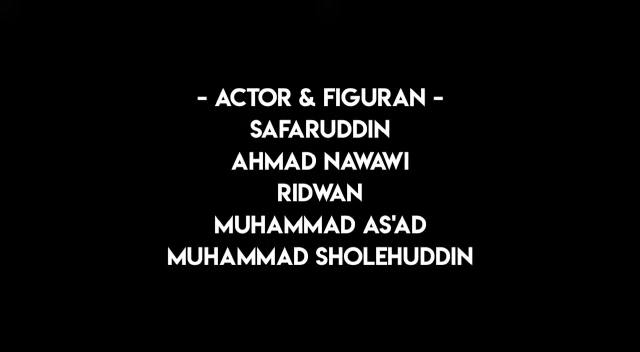 - ACTOR & FIGURAN -
SAFARUDDIN
AHMAD NAWAWI
RIDWAN
MUHAMMAD AS'AD
MUHAMMAD SHOLEHUDDIN